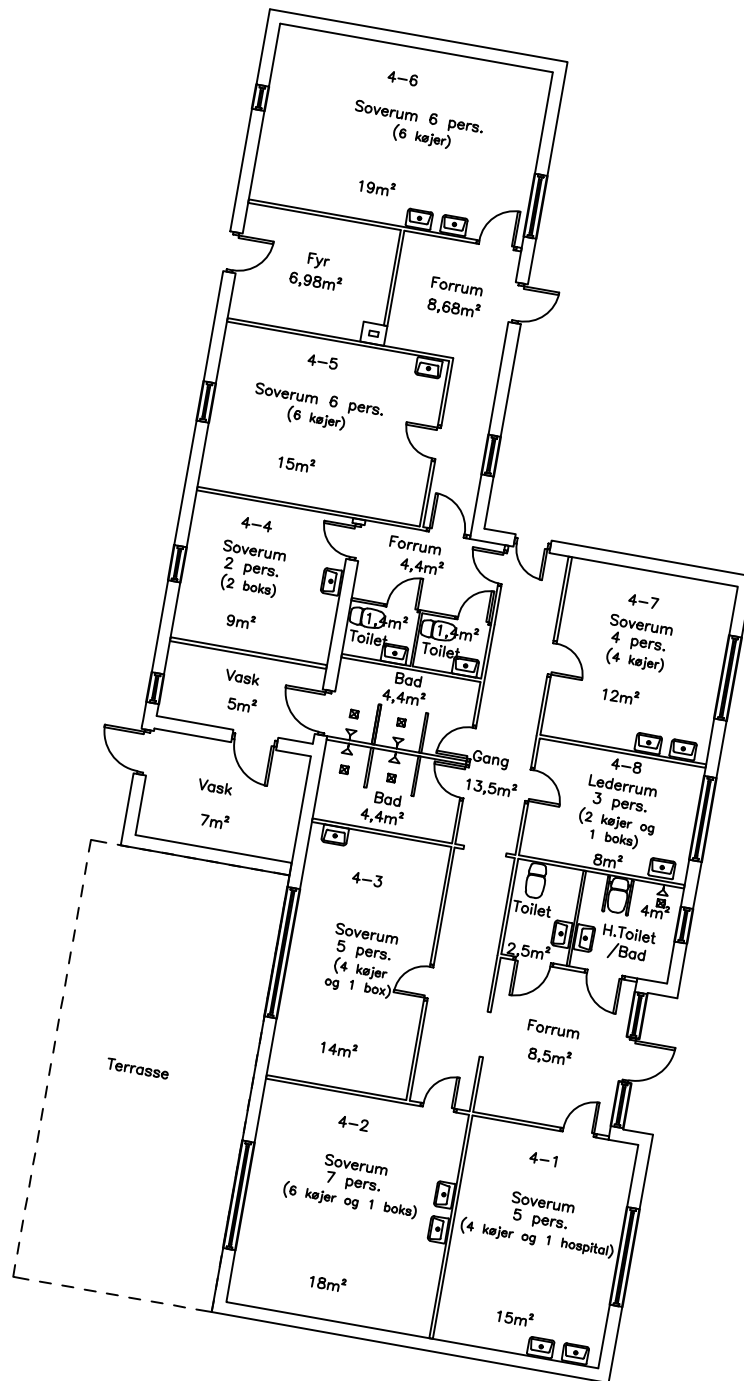 4-6
Soverum 6 pers.
(6 køjer)
19m²
Fyr
6,98m²
Forrum
8,68m²
4-5
Soverum 6 pers.
(6 køjer)
15m²
4-4
Soverum
2 pers.
(2 boks)
9m²
Forrum
4,4m²
1,4m²
Toilet
1,4m²
Toilet
4-7
Soverum
4 pers.
(4 køjer)
12m²
Vask
5m²
Bad
4,4m²
Gang
13,5m²
4-8
Lederrum
3 pers.
(2 køjer og
1 boks)
8m²
Vask
7m²
Bad
4,4m²
4-3
Soverum
5 pers.
(4 køjer
og 1 box)
14m²
Toilet
2,5m²
4m²
H.Toilet
/Bad
Forrum
8,5m²
Terrasse
4-2
Soverum
7 pers.
(6 køjer og 1 boks)
18m²
4-1
Soverum
5 pers.
(4 køjer og 1 hospital)
15m²